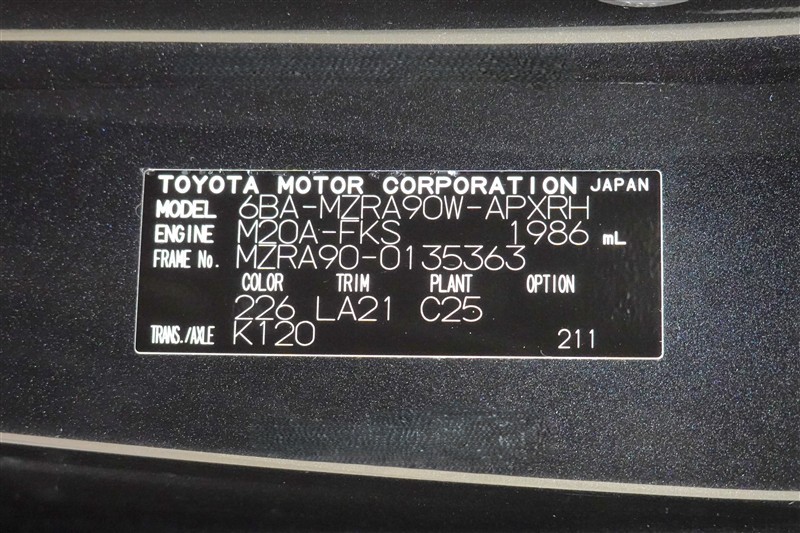 TOYOTA MOTOR CORPORATION JAPAN
MODEL 6BA-MZRA90W-APXRH
ENGINE M20A-FKS 1986 mL
FRAME No. MZRA90-0135363
COLOR TRIM PLANT OPTION
226 LA21 C25
TRANS./AXLE K120 211